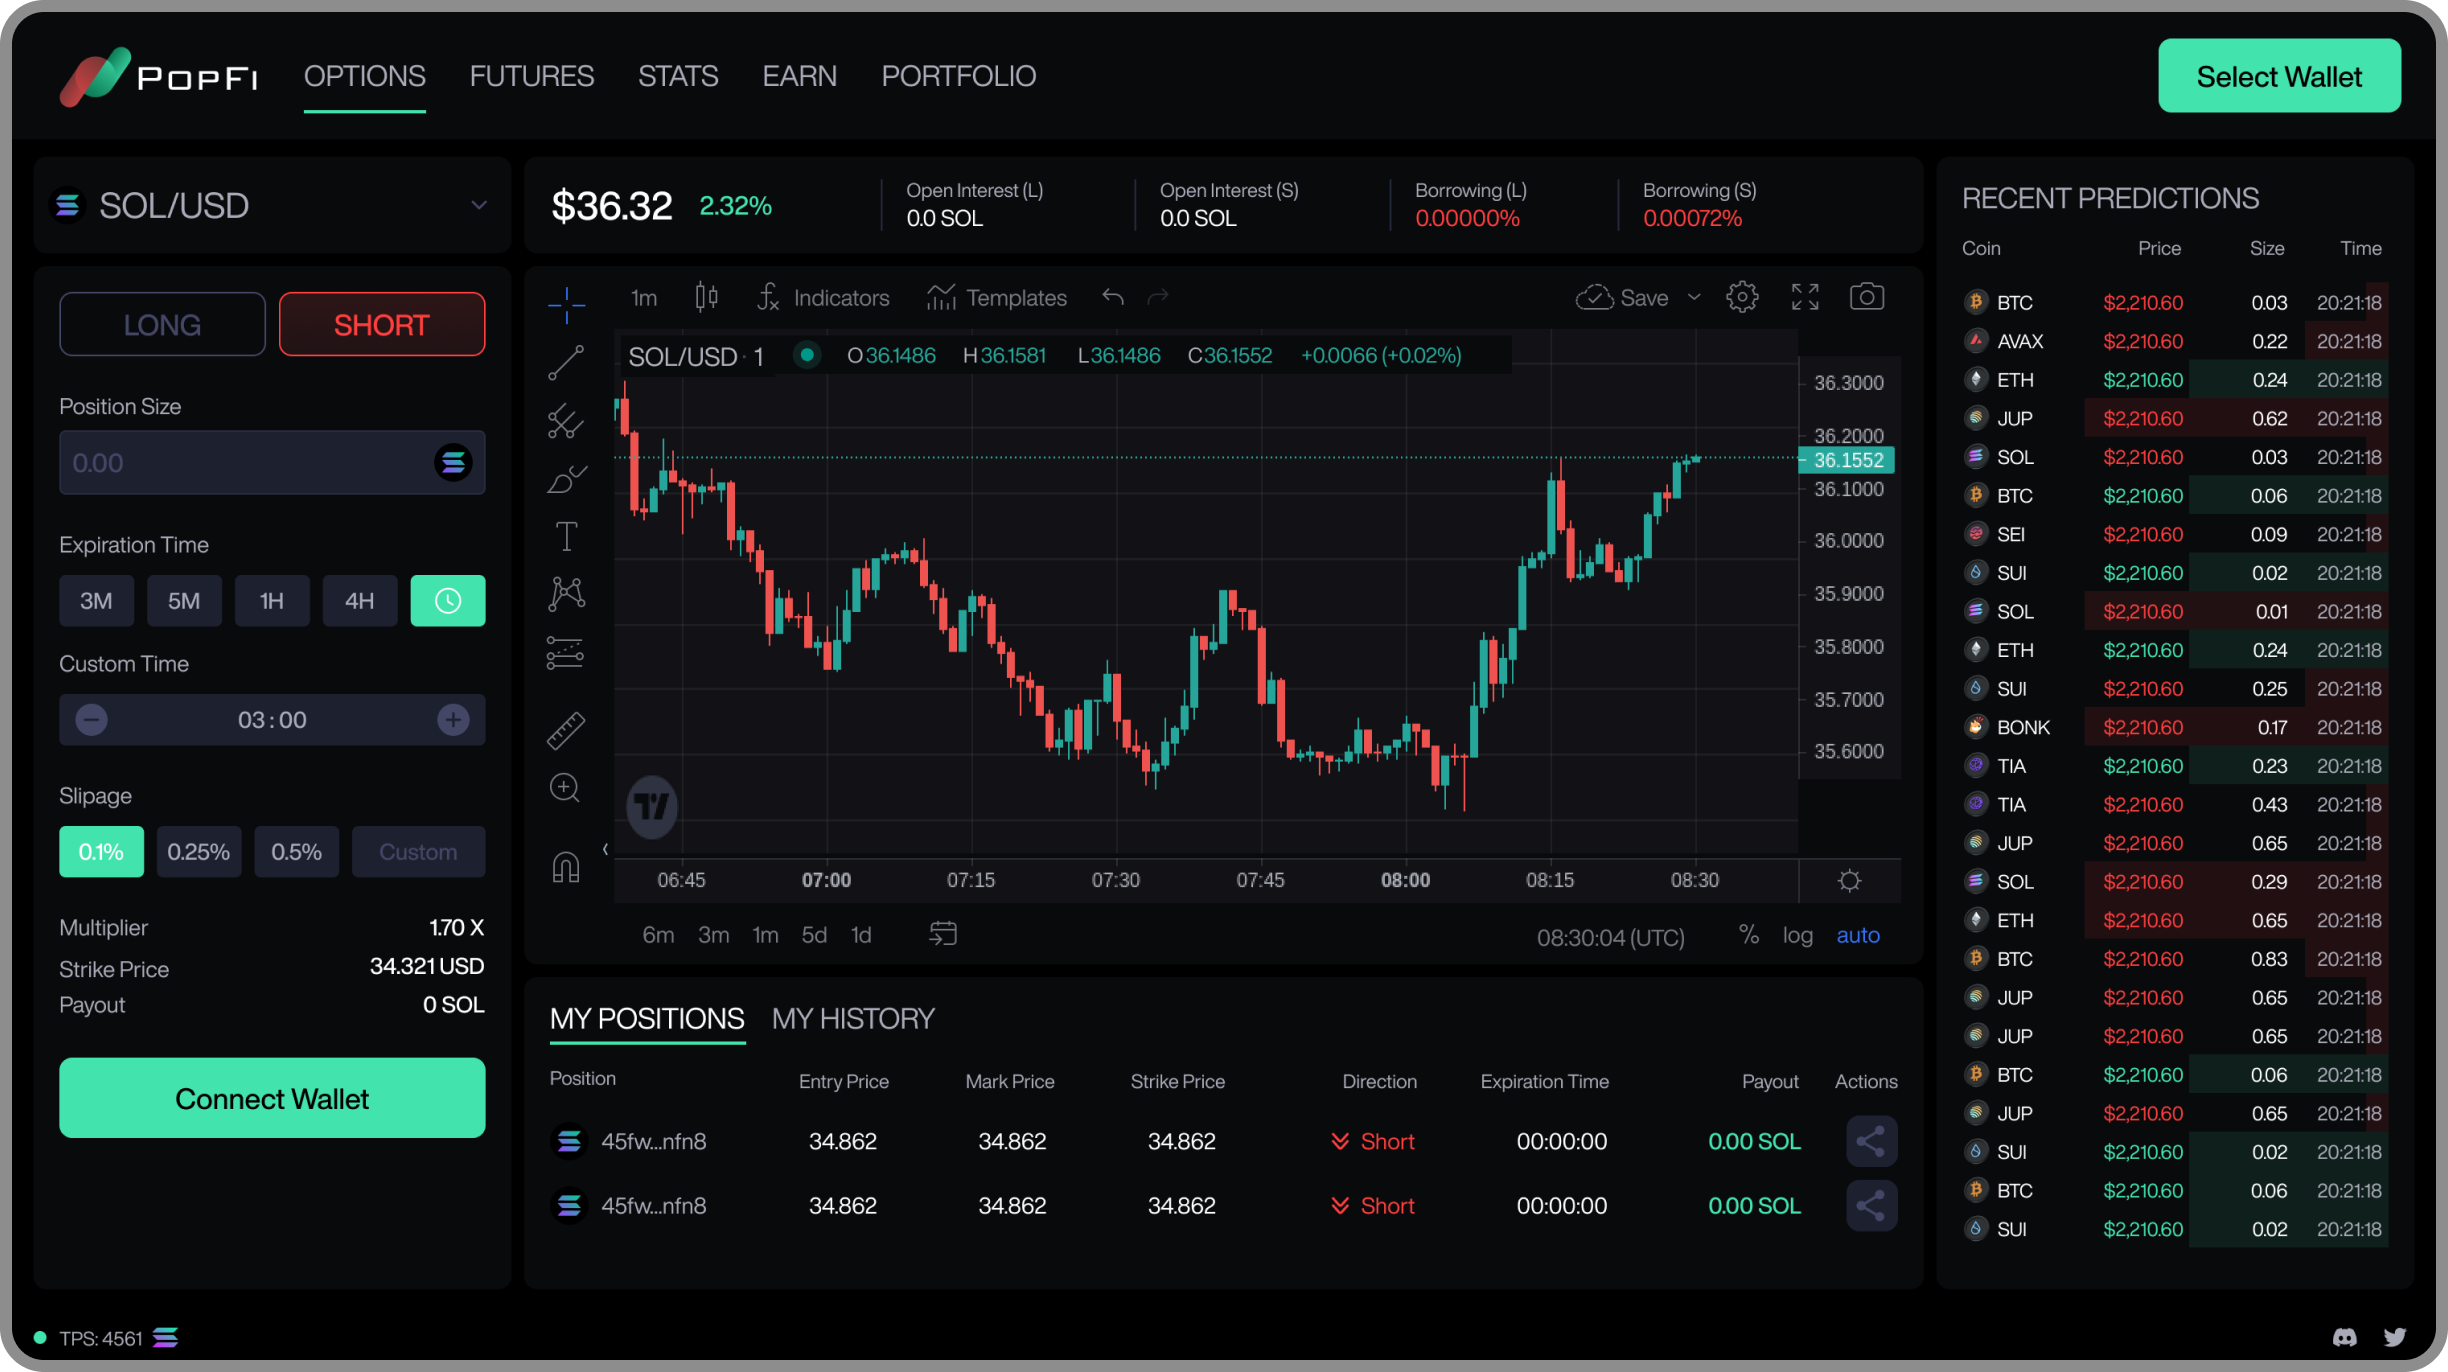 PopFi OPTIONS FUTURES STATS EARN PORTFOLIO Select Wallet
SOL/USD
LONG SHORT
Position Size
0.00
Expiration Time
3M 5M 1H 4H
Custom Time
03:00
Slipage
0.1% 0.25% 0.5% Custom
Multiplier 1.70 X
Strike Price 34.321 USD
Payout 0 SOL
Connect Wallet
$36.32 2.32%
Open Interest (L)
0.0 SOL
Open Interest (S)
0.0 SOL
Borrowing (L)
0.00000%
Borrowing (S)
0.00072%
1m Indicators Templates Save
SOL/USD · 1 O36.1486 H36.1581 L36.1486 C36.1552 +0.0066 (+0.02%)
36.3000
36.2000
36.1552
36.1000
36.0000
35.9000
35.8000
35.7000
35.6000
06:45 07:00 07:15 07:30 07:45 08:00 08:15 08:30
6m 3m 1m 5d 1d 08:30:04 (UTC) % log auto
MY POSITIONS MY HISTORY
Position Entry Price Mark Price Strike Price Direction Expiration Time Payout Actions
45fw...nfn8 34.862 34.862 34.862 Short 00:00:00 0.00 SOL
45fw...nfn8 34.862 34.862 34.862 Short 00:00:00 0.00 SOL
RECENT PREDICTIONS
Coin Price Size Time
BTC $2,210.60 0.03 20:21:18
AVAX $2,210.60 0.22 20:21:18
ETH $2,210.60 0.24 20:21:18
JUP $2,210.60 0.62 20:21:18
SOL $2,210.60 0.03 20:21:18
BTC $2,210.60 0.06 20:21:18
SEI $2,210.60 0.09 20:21:18
SUI $2,210.60 0.02 20:21:18
SOL $2,210.60 0.01 20:21:18
ETH $2,210.60 0.24 20:21:18
SUI $2,210.60 0.25 20:21:18
BONK $2,210.60 0.17 20:21:18
TIA $2,210.60 0.23 20:21:18
TIA $2,210.60 0.43 20:21:18
JUP $2,210.60 0.65 20:21:18
SOL $2,210.60 0.29 20:21:18
ETH $2,210.60 0.65 20:21:18
BTC $2,210.60 0.83 20:21:18
JUP $2,210.60 0.65 20:21:18
JUP $2,210.60 0.65 20:21:18
BTC $2,210.60 0.06 20:21:18
JUP $2,210.60 0.65 20:21:18
SUI $2,210.60 0.02 20:21:18
BTC $2,210.60 0.06 20:21:18
SUI $2,210.60 0.02 20:21:18
TPS: 4561